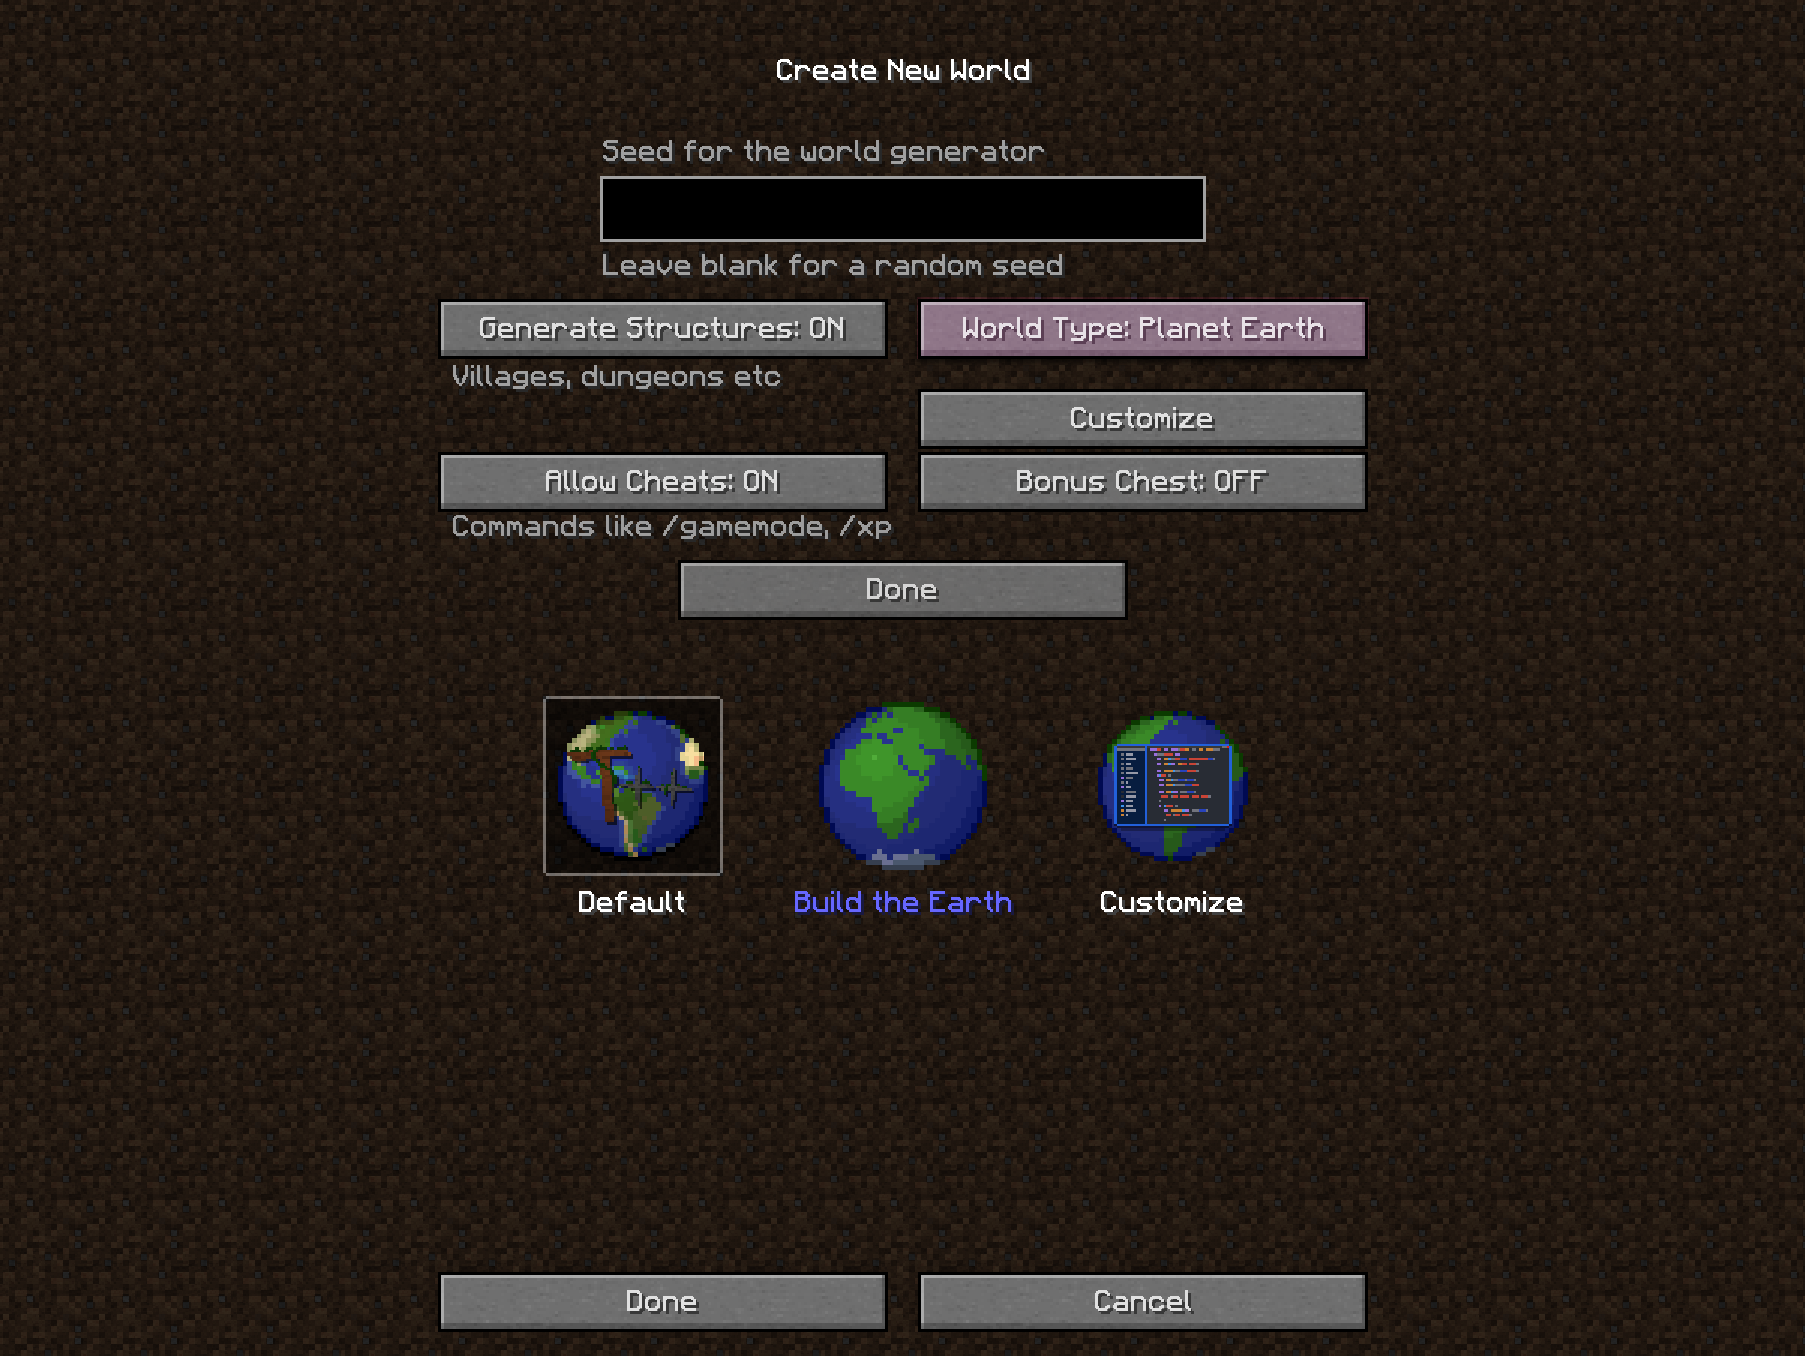 Create New World
Seed for the world generator
Leave blank for a random seed
Generate Structures: ON
World Type: Planet Earth
Villages, dungeons etc
Customize
Allow Cheats: ON
Bonus Chest: OFF
Commands like /gamemode, /xp
Done
Default
Build the Earth
Customize
Done
Cancel